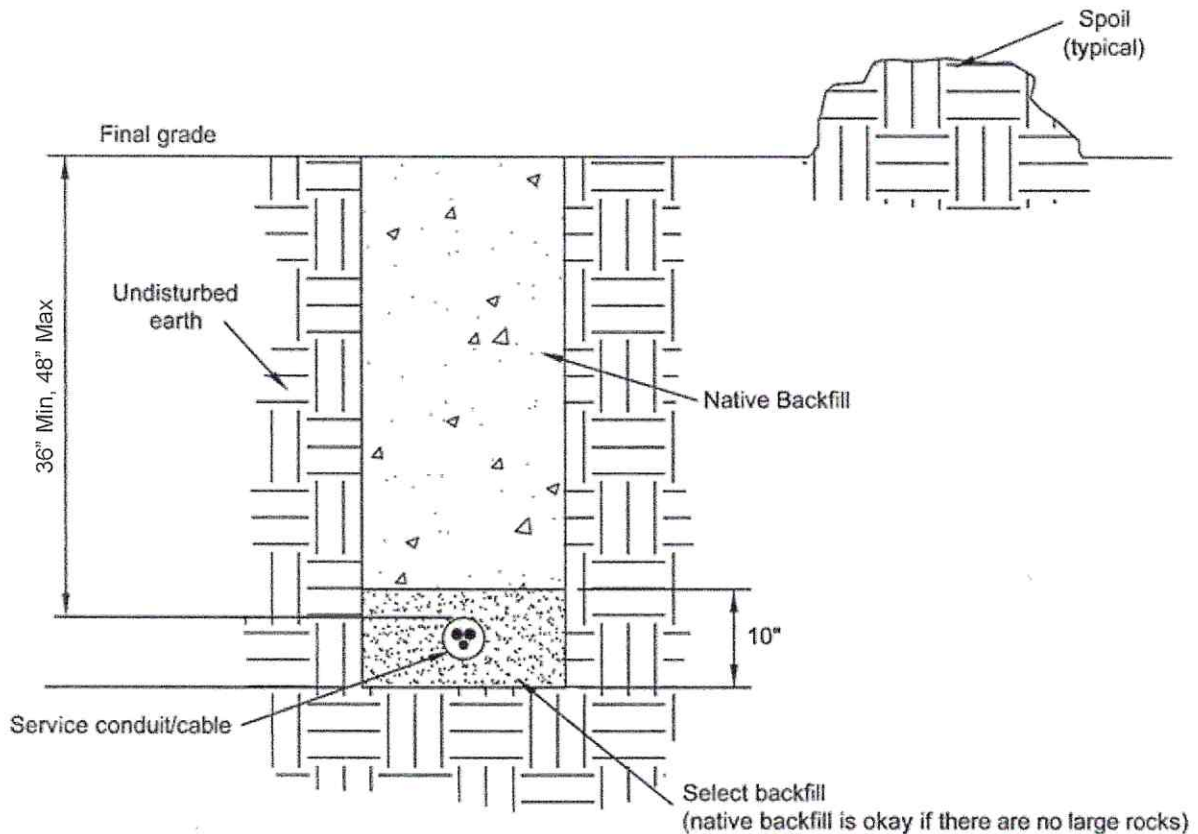 Spoil
(typical)
Final grade
Undisturbed
earth
36" Min, 48" Max
Native Backfill
10"
Service conduit/cable
Select backfill
(native backfill is okay if there are no large rocks)